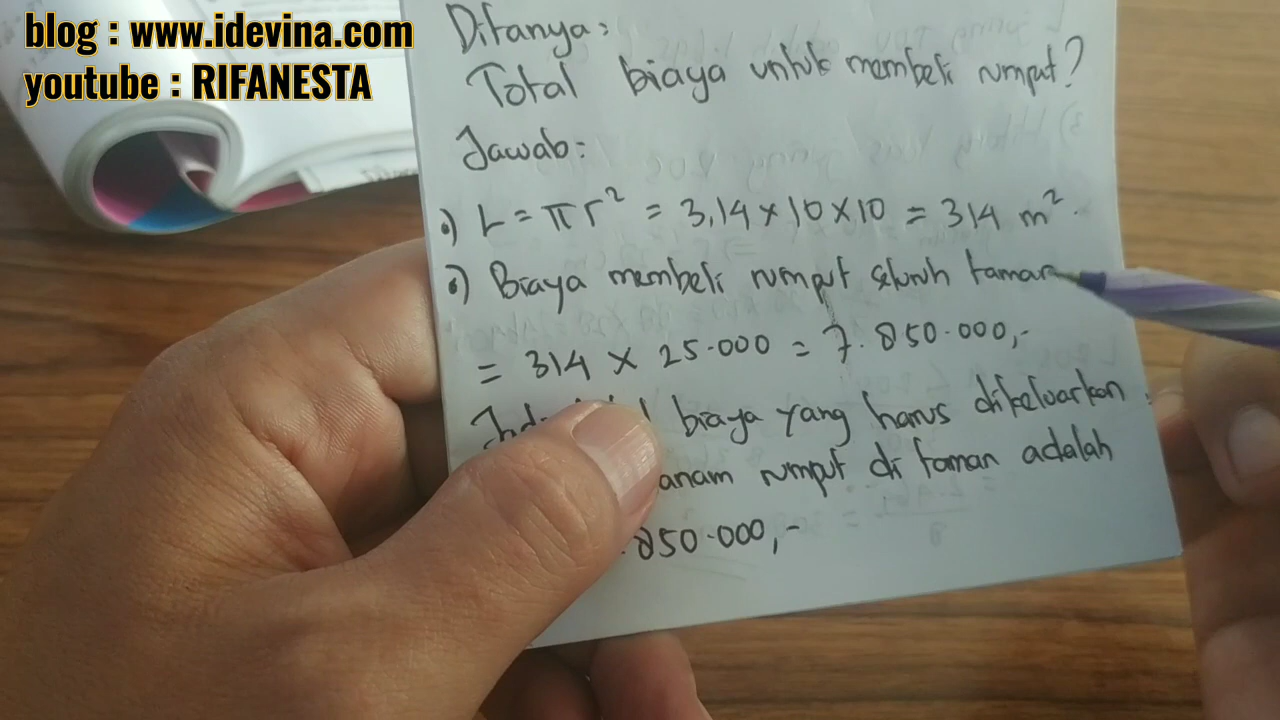 blog : www.idevina.com
youtube : RIFANESTA
Ditanya:
Total biaya untuk membeli rumput?
Jawab:
•) L = πr² = 3,14 × 10 × 10 = 314 m².
•) Biaya membeli rumput seluruh taman
= 314 × 25.000 = 7.850.000,-
biaya yang harus dikeluarkan
anam rumput di taman adalah
.850.000,-